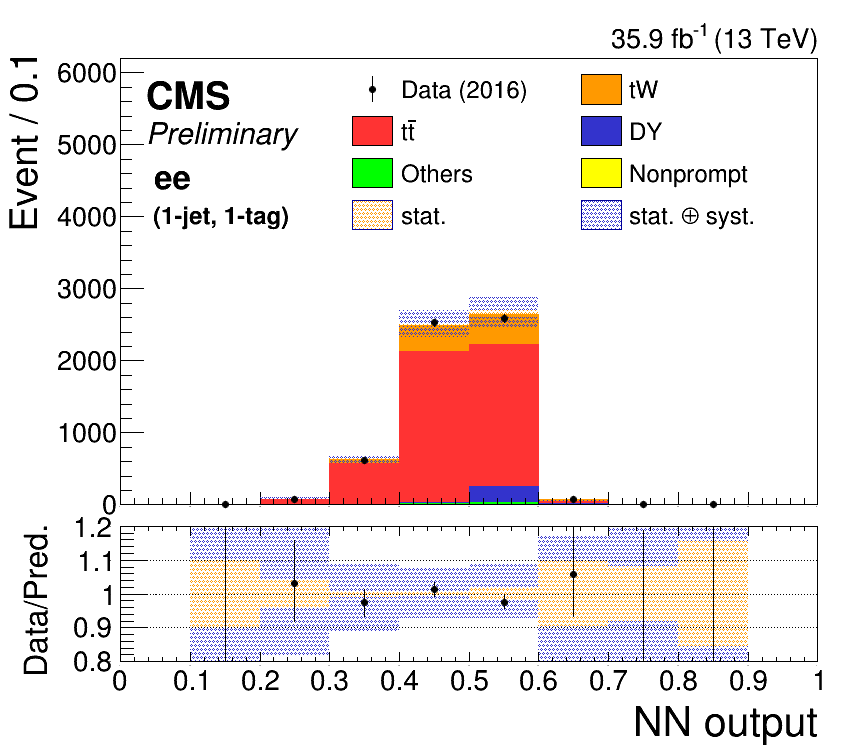 35.9 fb⁻¹ (13 TeV)
Event / 0.1
6000
5000
4000
3000
2000
1000
0
CMS
Preliminary
ee
(1-jet, 1-tag)
Data (2016)
tW
tt̄
DY
Others
Nonprompt
stat.
stat. ⊕ syst.
Data/Pred.
1.2
1.1
1
0.9
0.8
0 0.1 0.2 0.3 0.4 0.5 0.6 0.7 0.8 0.9 1
NN output